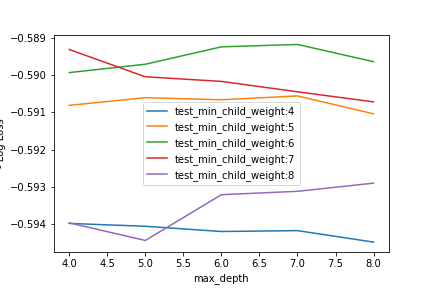 −0.589
−0.590
−0.591
−0.592
−0.593
−0.594
Log Loss
test_min_child_weight:4
test_min_child_weight:5
test_min_child_weight:6
test_min_child_weight:7
test_min_child_weight:8
4.0 4.5 5.0 5.5 6.0 6.5 7.0 7.5 8.0
max_depth